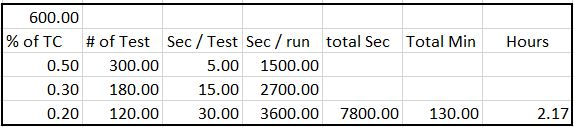 600.00
% of TC # of Test Sec / Test Sec / run total Sec Total Min Hours
0.50 300.00 5.00 1500.00
0.30 180.00 15.00 2700.00
0.20 120.00 30.00 3600.00 7800.00 130.00 2.17